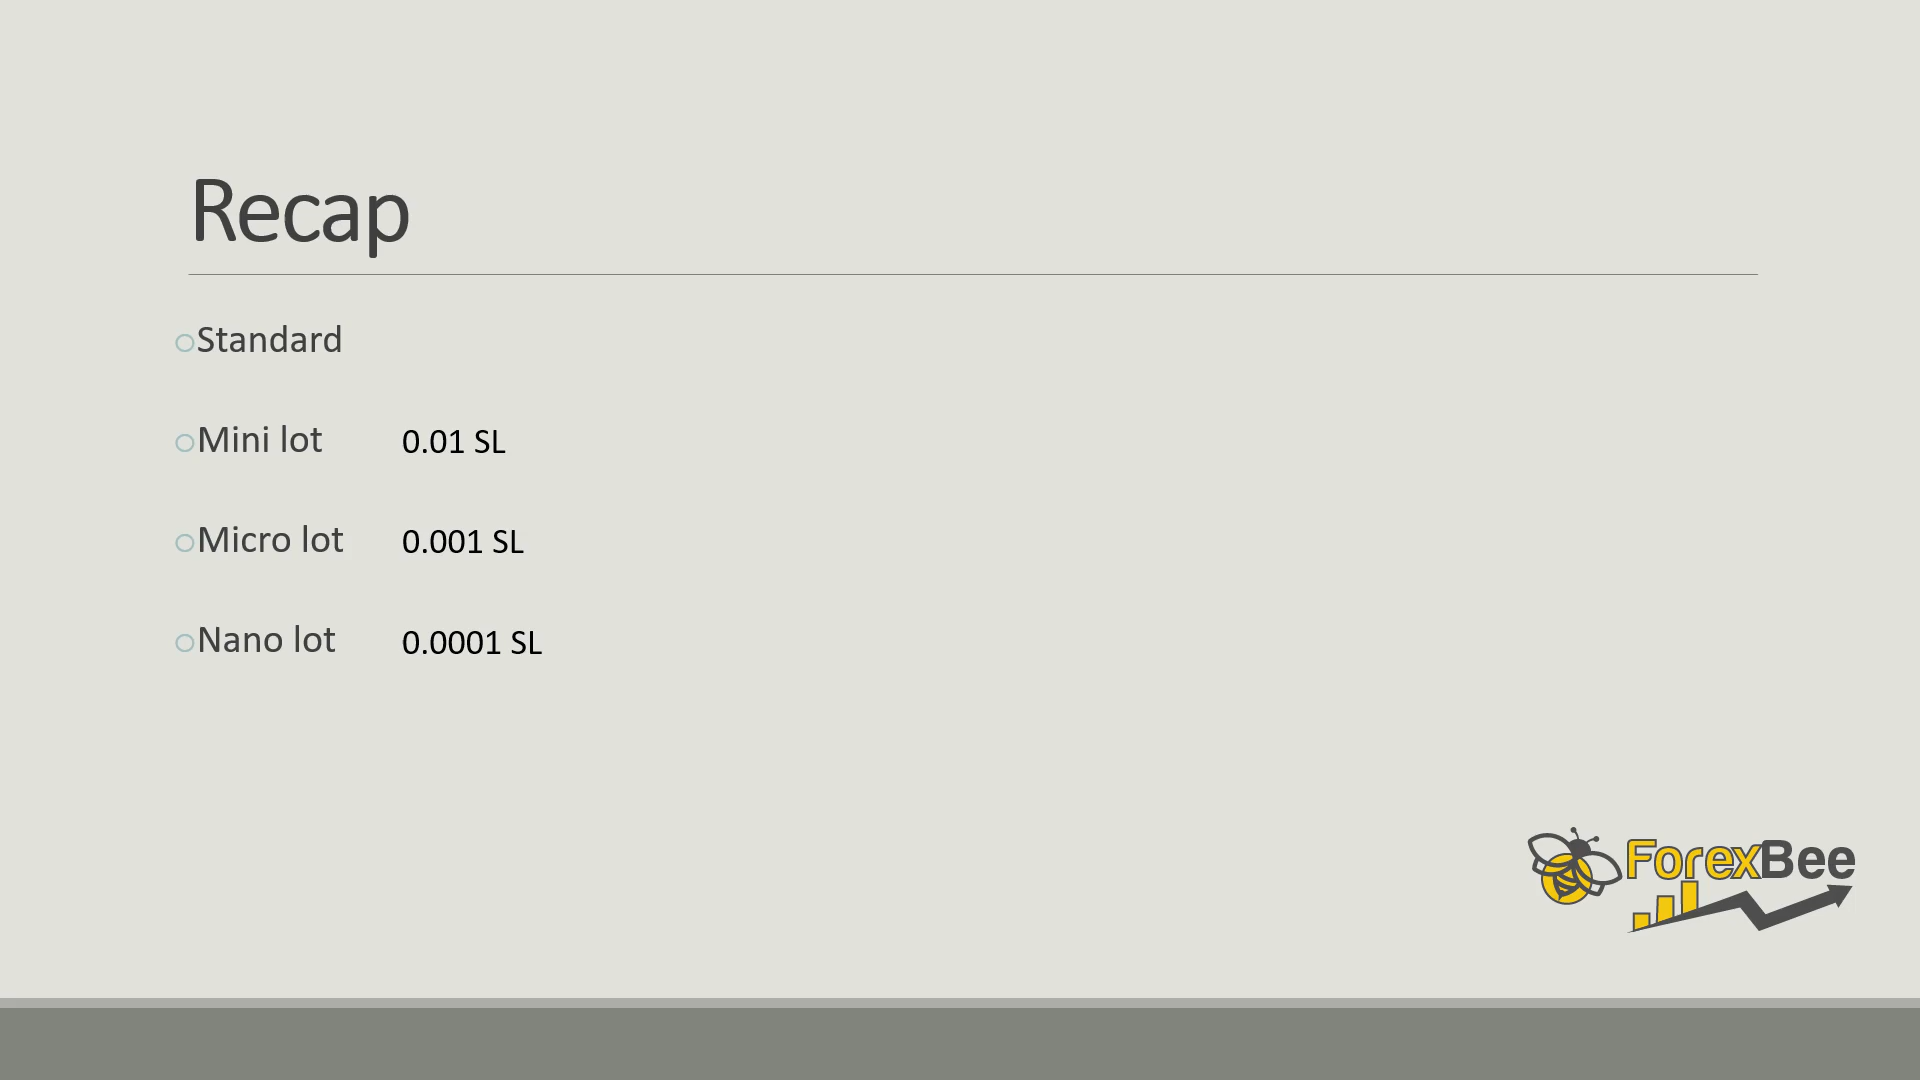 Recap
Standard
Mini lot 0.01 SL
Micro lot 0.001 SL
Nano lot 0.0001 SL
ForexBee